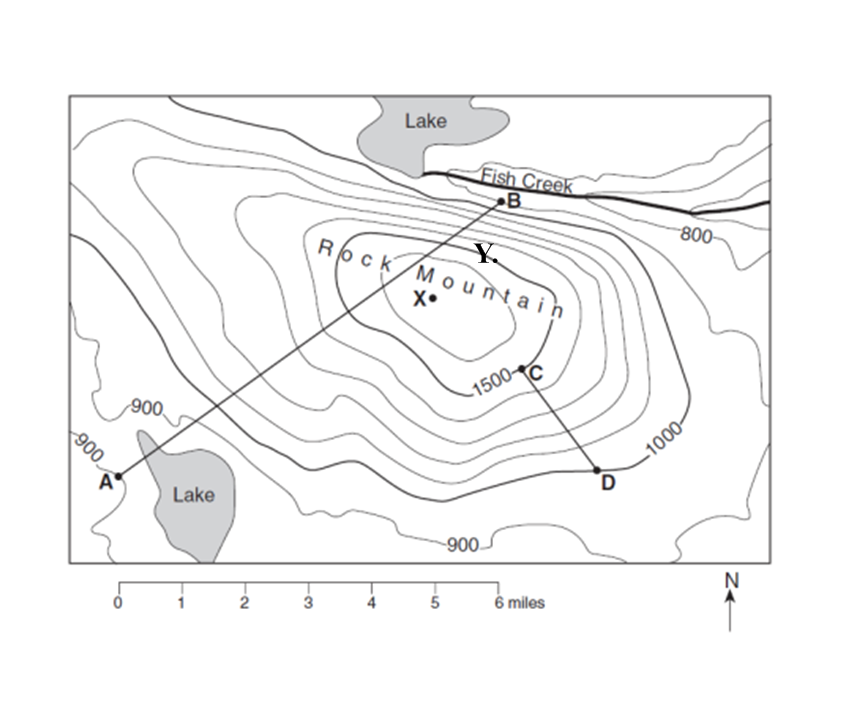 Lake
Fish Creek
B
800
Y.
Rock Mountain
X
1500
C
900
900
1000
A
Lake
D
900
0 1 2 3 4 5 6 miles
N